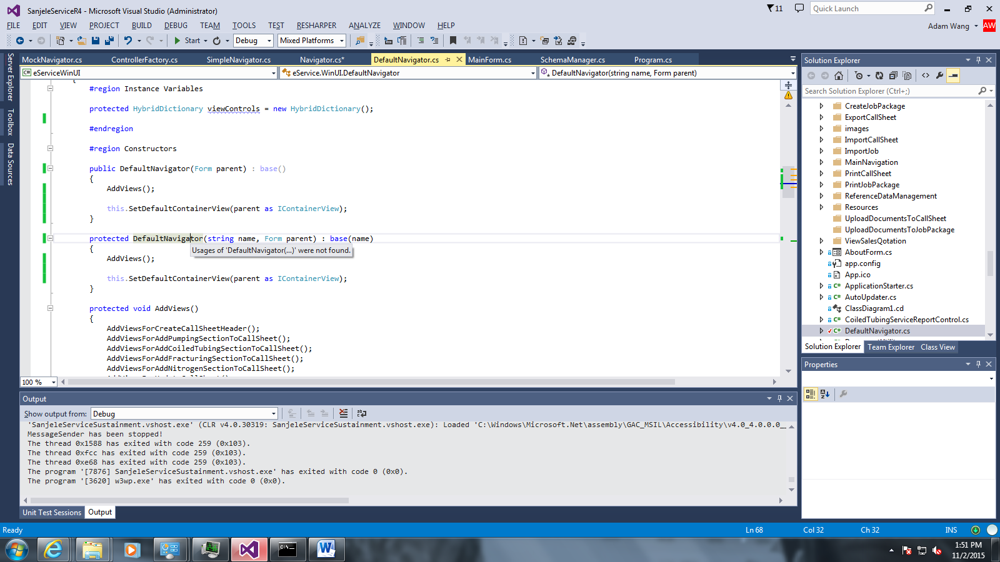 SanjeleServiceR4 - Microsoft Visual Studio (Administrator)
11
Quick Launch
FILE EDIT VIEW PROJECT BUILD DEBUG TEAM TOOLS TEST RESHARPER ANALYZE WINDOW HELP
Adam Wang AW
Start Debug Mixed Platforms
Server Explorer
Toolbox
Data Sources
MockNavigator.cs ControllerFactory.cs SimpleNavigator.cs Navigator.cs* DefaultNavigator.cs MainForm.cs SchemaManager.cs Program.cs
eServiceWinUI eService.WinUI.DefaultNavigator DefaultNavigator(string name, Form parent)
{
#region Instance Variables
protected HybridDictionary viewControls = new HybridDictionary();
#endregion
#region Constructors
public DefaultNavigator(Form parent) : base()
{
AddViews();
this.SetDefaultContainerView(parent as IContainerView);
}
protected DefaultNavigator(string name, Form parent) : base(name)
{
Usages of 'DefaultNavigator(...)' were not found.
AddViews();
this.SetDefaultContainerView(parent as IContainerView);
}
protected void AddViews()
{
AddViewsForCreateCallSheetHeader();
AddViewsForAddPumpingSectionToCallSheet();
AddViewsForAddCoiledTubingSectionToCallSheet();
AddViewsForAddFracturingSectionToCallSheet();
AddViewsForAddNitrogenSectionToCallSheet();
100 %
Output
Show output from: Debug
'SanjeleServiceSustainment.vshost.exe' (CLR v4.0.30319: SanjeleServiceSustainment.vshost.exe): Loaded 'C:\Windows\Microsoft.Net\assembly\GAC_MSIL\Accessibility\v4.0_4.0.0.0_
MessageSender has been stopped!
The thread 0x1588 has exited with code 259 (0x103).
The thread 0xfcc has exited with code 259 (0x103).
The thread 0xe68 has exited with code 259 (0x103).
The program '[7876] SanjeleServiceSustainment.vshost.exe' has exited with code 0 (0x0).
The program '[3620] w3wp.exe' has exited with code 0 (0x0).
Unit Test Sessions Output
Solution Explorer
Search Solution Explorer (Ctrl+;)
CreateJobPackage
ExportCallSheet
images
ImportCallSheet
ImportJob
MainNavigation
PrintCallSheet
PrintJobPackage
ReferenceDataManagement
Resources
UploadDocumentsToCallSheet
UploadDocumentsToJobPackage
ViewSalesQotation
AboutForm.cs
app.config
App.ico
ApplicationStarter.cs
AutoUpdater.cs
ClassDiagram1.cd
CoiledTubingServiceReportControl.cs
DefaultNavigator.cs
Solution Explorer Team Explorer Class View
Properties
Ready Ln 68 Col 32 Ch 32 INS
1:51 PM
11/2/2015